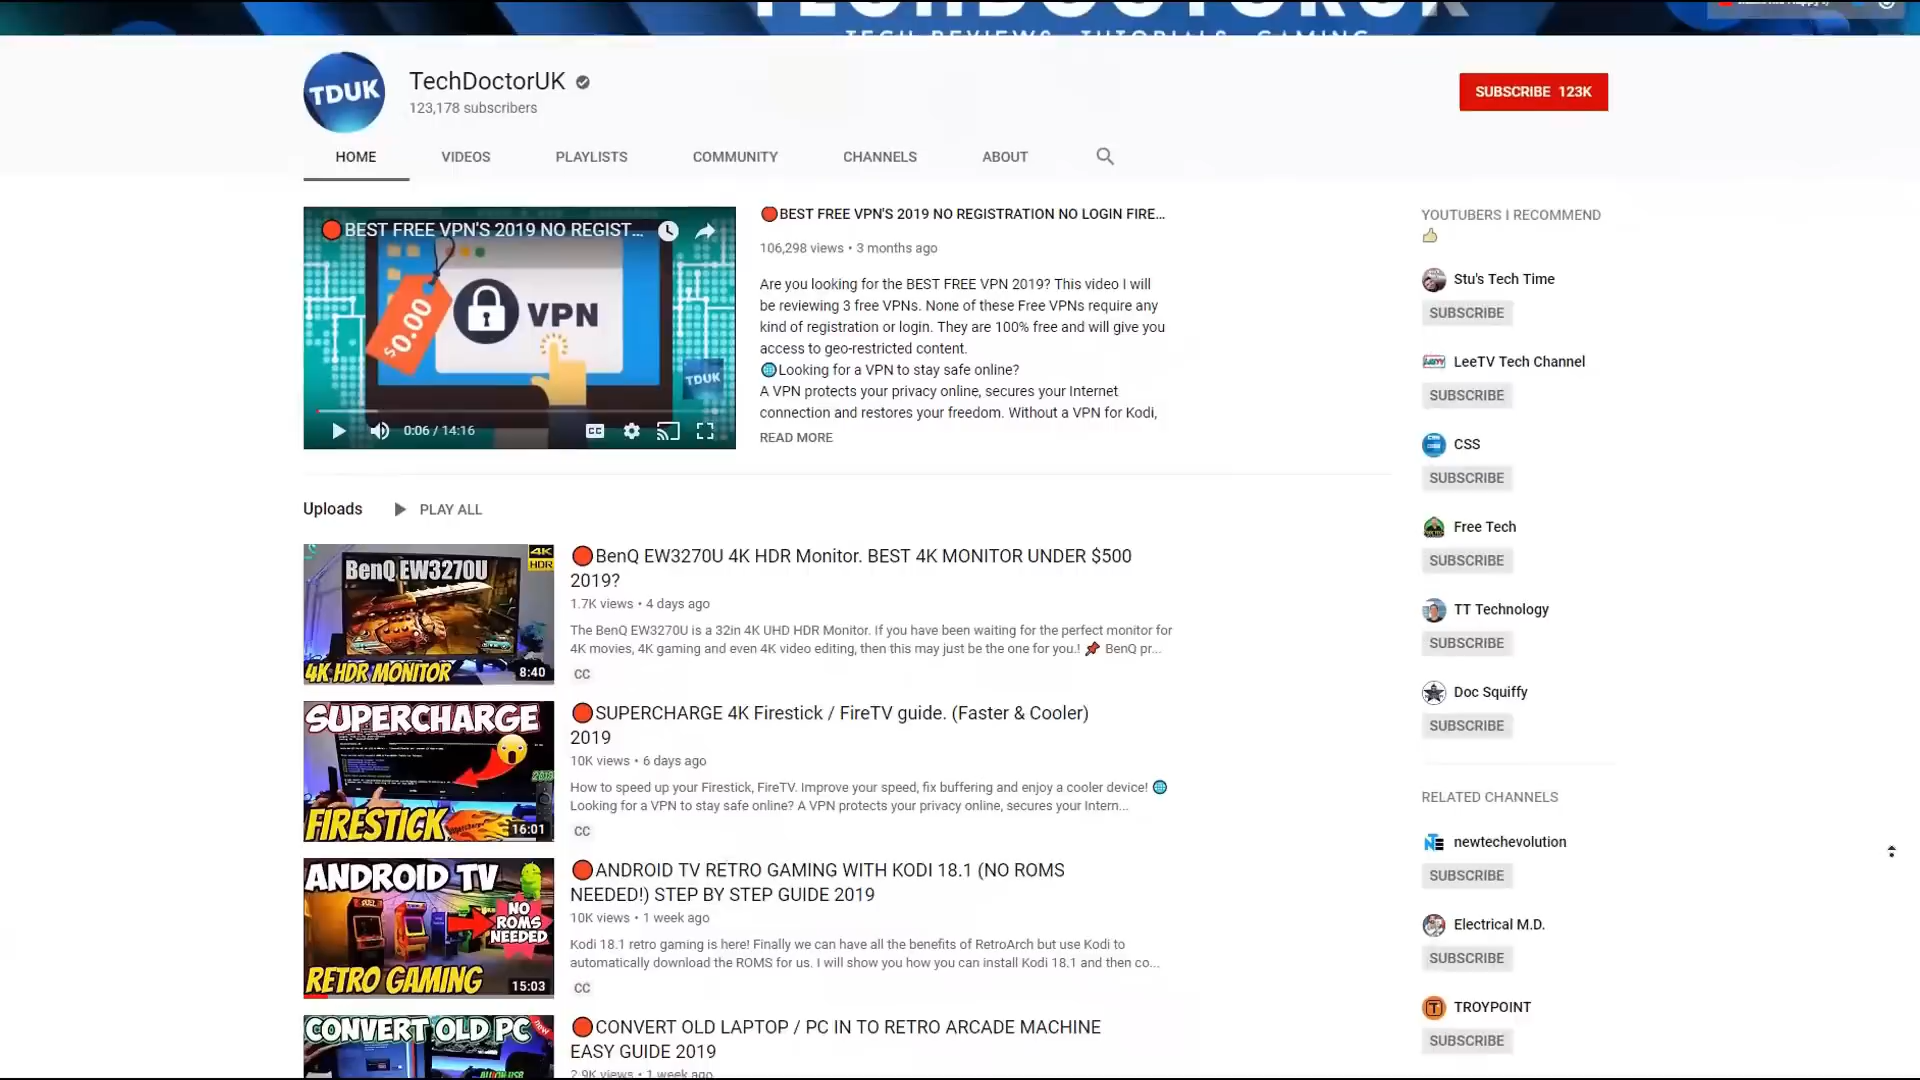 TECHDOCTORUK
TECH REVIEWS TUTORIALS GAMING
TDUK
TechDoctorUK
123,178 subscribers
SUBSCRIBE 123K
HOME
VIDEOS
PLAYLISTS
COMMUNITY
CHANNELS
ABOUT
🔴BEST FREE VPN'S 2019 NO REGIST...
$0.00
VPN
TDUK
0:06 / 14:16
CC
🔴BEST FREE VPN'S 2019 NO REGISTRATION NO LOGIN FIRE...
106,298 views • 3 months ago
Are you looking for the BEST FREE VPN 2019? This video I will
be reviewing 3 free VPNs. None of these Free VPNs require any
kind of registration or login. They are 100% free and will give you
access to geo-restricted content.
🌐Looking for a VPN to stay safe online?
A VPN protects your privacy online, secures your Internet
connection and restores your freedom. Without a VPN for Kodi,
READ MORE
Uploads
PLAY ALL
BenQ EW3270U
4K
HDR
4K HDR MONITOR
8:40
🔴BenQ EW3270U 4K HDR Monitor. BEST 4K MONITOR UNDER $500
2019?
1.7K views • 4 days ago
The BenQ EW3270U is a 32in 4K UHD HDR Monitor. If you have been waiting for the perfect monitor for
4K movies, 4K gaming and even 4K video editing, then this may just be the one for you.! 📌 BenQ pr...
CC
SUPERCHARGE
2019
FIRESTICK
16:01
🔴SUPERCHARGE 4K Firestick / FireTV guide. (Faster & Cooler)
2019
10K views • 6 days ago
How to speed up your Firestick, FireTV. Improve your speed, fix buffering and enjoy a cooler device! 🌐
Looking for a VPN to stay safe online? A VPN protects your privacy online, secures your Intern...
CC
ANDROID TV
NO
ROMS
NEEDED
RETRO GAMING
15:03
🔴ANDROID TV RETRO GAMING WITH KODI 18.1 (NO ROMS
NEEDED!) STEP BY STEP GUIDE 2019
10K views • 1 week ago
Kodi 18.1 retro gaming is here! Finally we can have all the benefits of RetroArch but use Kodi to
automatically download the ROMS for us. I will show you how you can install Kodi 18.1 and then co...
CC
CONVERT OLD PC
new
🔴CONVERT OLD LAPTOP / PC IN TO RETRO ARCADE MACHINE
EASY GUIDE 2019
2.9K views • 1 week ago
YOUTUBERS I RECOMMEND
👍
Stu's Tech Time
SUBSCRIBE
LeeTV Tech Channel
SUBSCRIBE
CSS
SUBSCRIBE
Free Tech
SUBSCRIBE
TT Technology
SUBSCRIBE
Doc Squiffy
SUBSCRIBE
RELATED CHANNELS
newtechevolution
SUBSCRIBE
Electrical M.D.
SUBSCRIBE
TROYPOINT
SUBSCRIBE